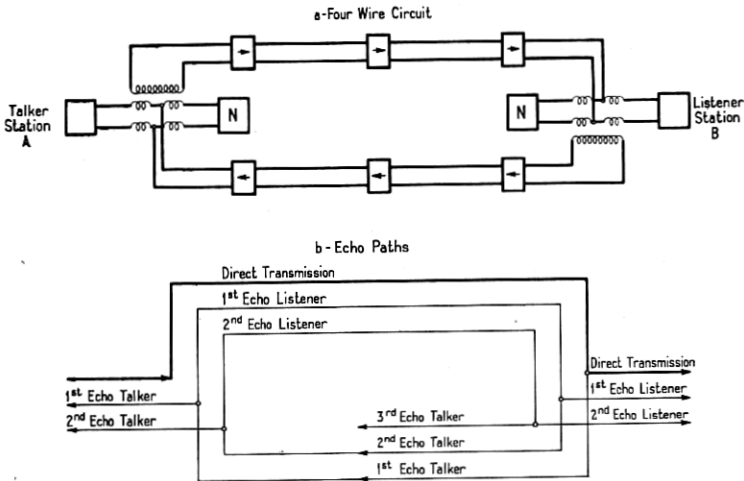 a-Four Wire Circuit
Talker
Station
A
N
N
Listener
Station
B
b - Echo Paths
Direct Transmission
1st Echo Listener
2nd Echo Listener
Direct Transmission
1st Echo Talker
1st Echo Listener
2nd Echo Talker
3rd Echo Talker
2nd Echo Listener
2nd Echo Talker
1st Echo Talker